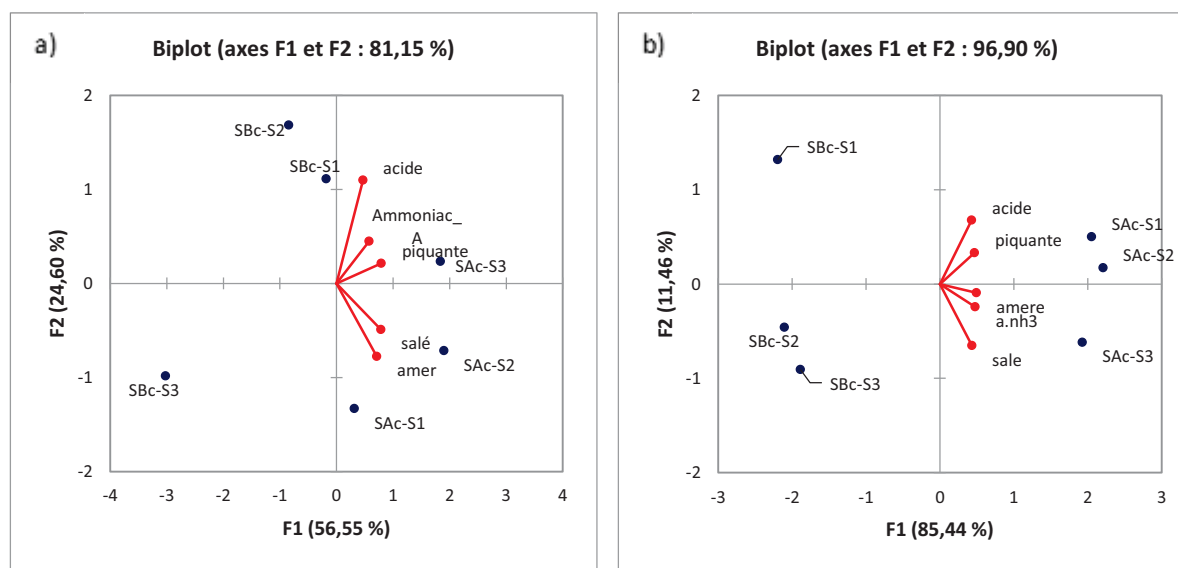 a)
Biplot (axes F1 et F2 : 81,15 %)
2
1
0
-1
-2
-4
-3
-2
-1
0
1
2
3
4
F2 (24,60 %)
F1 (56,55 %)
SBc-S2
SBc-S1
acide
Ammoniac_
A
piquante
SAc-S3
salé
amer
SAc-S2
SBc-S3
SAc-S1
b)
Biplot (axes F1 et F2 : 96,90 %)
2
1
0
-1
-2
-3
-2
-1
0
1
2
3
F2 (11,46 %)
F1 (85,44 %)
SBc-S1
acide
SAc-S1
piquante
SAc-S2
amere
a.nh3
SBc-S2
sale
SAc-S3
SBc-S3